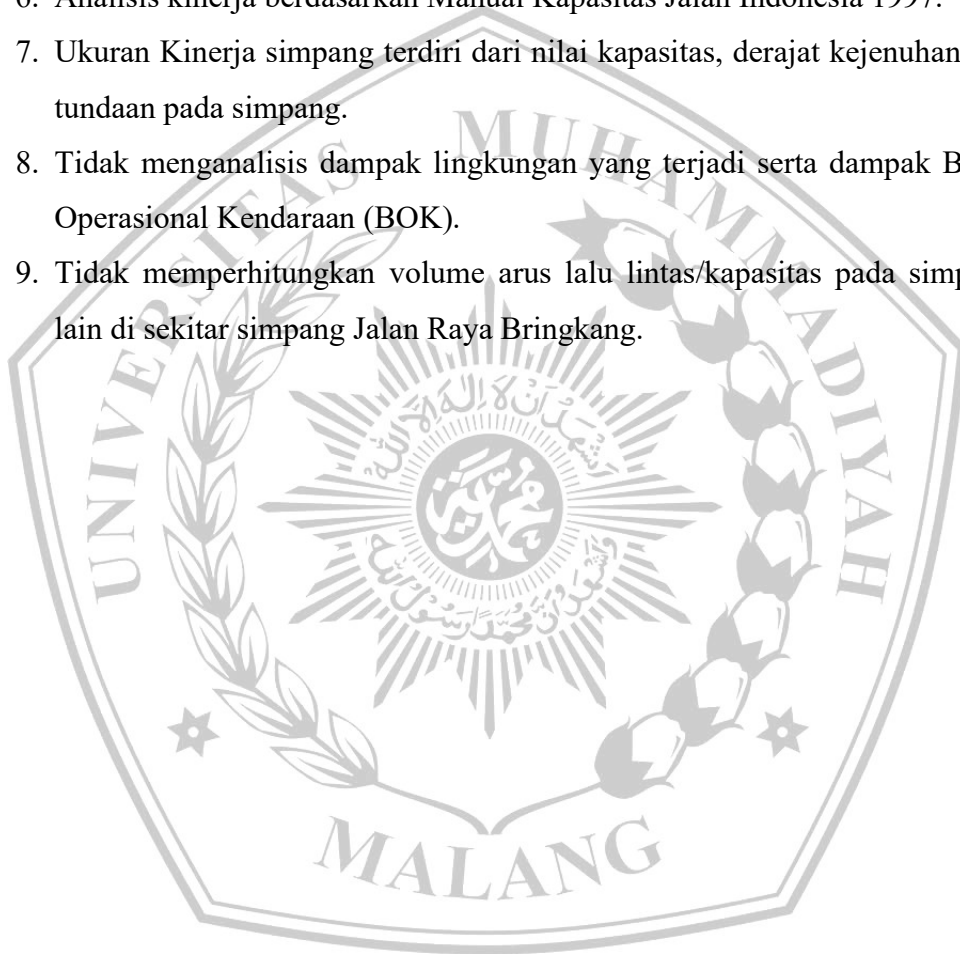 6. Analisis kinerja berdasarkan Manual Kapasitas Jalan Indonesia 1997.
7. Ukuran Kinerja simpang terdiri dari nilai kapasitas, derajat kejenuhan
tundaan pada simpang.
8. Tidak menganalisis dampak lingkungan yang terjadi serta dampak B
Operasional Kendaraan (BOK).
9. Tidak memperhitungkan volume arus lalu lintas/kapasitas pada simp
lain di sekitar simpang Jalan Raya Bringkang.
UNIVERSITAS MUHAMMADIYAH
MALANG